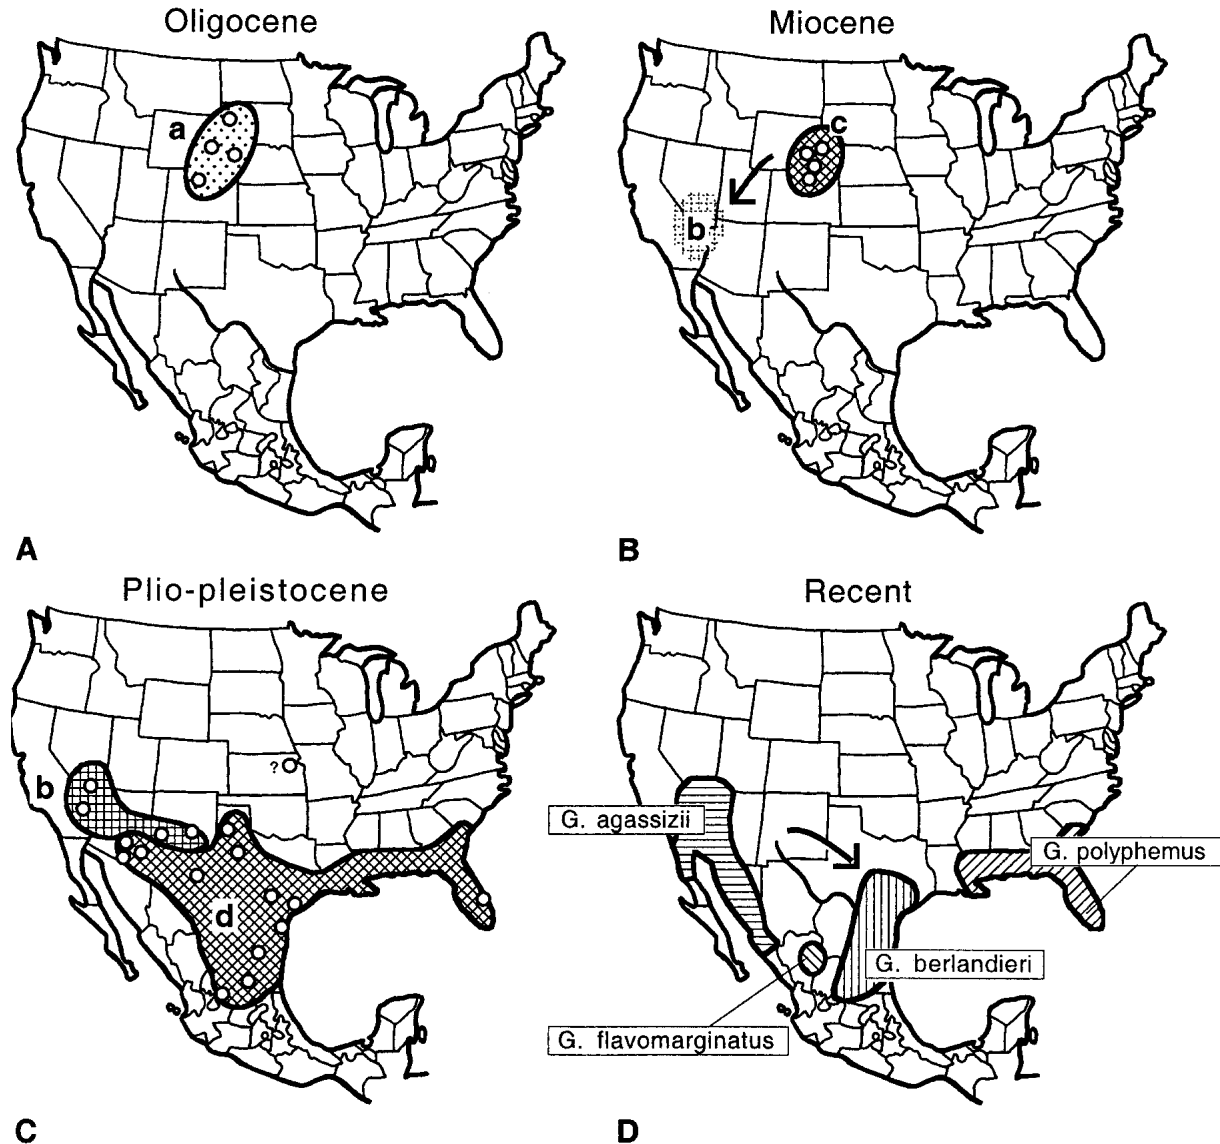 Oligocene
Miocene
a
c
b
A
B
Plio-pleistocene
Recent
?
b
G. agassizii
G. polyphemus
d
G. berlandieri
G. flavomarginatus
C
D